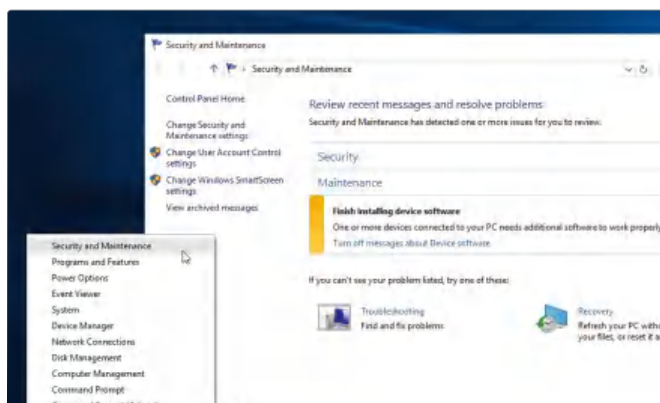 Security and Maintenance
Security and Maintenance
Control Panel Home
Change Security and
Maintenance settings
Change User Account Control
settings
Change Windows SmartScreen
settings
View archived messages
Review recent messages and resolve problems
Security and Maintenance has detected one or more issues for you to review.
Security
Maintenance
Finish installing device software
One or more devices connected to your PC needs additional software to work properly
Turn off messages about Device software
If you can't see your problem listed, try one of these:
Troubleshooting
Find and fix problems
Recovery
Refresh your PC witho
your files, or reset it a
Security and Maintenance
Programs and Features
Power Options
Event Viewer
System
Device Manager
Network Connections
Disk Management
Computer Management
Command Prompt